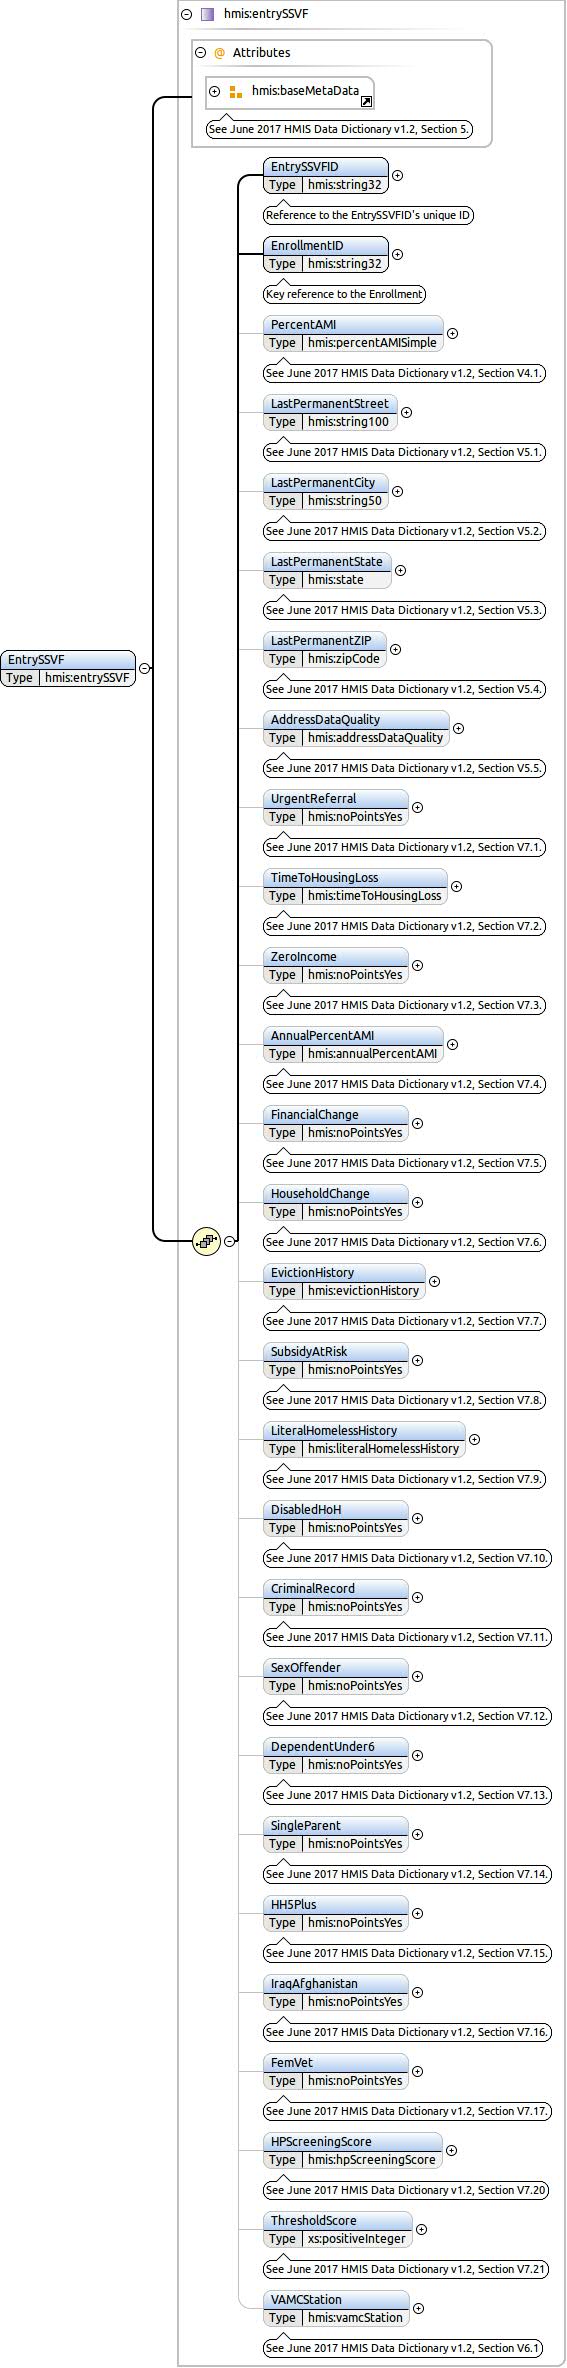 hmis:entrySSVF
@ Attributes
hmis:baseMetaData
See June 2017 HMIS Data Dictionary v1.2, Section 5.
EntrySSVFID
Type hmis:string32
Reference to the EntrySSVFID's unique ID
EnrollmentID
Type hmis:string32
Key reference to the Enrollment
PercentAMI
Type hmis:percentAMISimple
See June 2017 HMIS Data Dictionary v1.2, Section V4.1.
LastPermanentStreet
Type hmis:string100
See June 2017 HMIS Data Dictionary v1.2, Section V5.1.
LastPermanentCity
Type hmis:string50
See June 2017 HMIS Data Dictionary v1.2, Section V5.2.
LastPermanentState
Type hmis:state
See June 2017 HMIS Data Dictionary v1.2, Section V5.3.
LastPermanentZIP
Type hmis:zipCode
See June 2017 HMIS Data Dictionary v1.2, Section V5.4.
EntrySSVF
Type hmis:entrySSVF
AddressDataQuality
Type hmis:addressDataQuality
See June 2017 HMIS Data Dictionary v1.2, Section V5.5.
UrgentReferral
Type hmis:noPointsYes
See June 2017 HMIS Data Dictionary v1.2, Section V7.1.
TimeToHousingLoss
Type hmis:timeToHousingLoss
See June 2017 HMIS Data Dictionary v1.2, Section V7.2.
ZeroIncome
Type hmis:noPointsYes
See June 2017 HMIS Data Dictionary v1.2, Section V7.3.
AnnualPercentAMI
Type hmis:annualPercentAMI
See June 2017 HMIS Data Dictionary v1.2, Section V7.4.
FinancialChange
Type hmis:noPointsYes
See June 2017 HMIS Data Dictionary v1.2, Section V7.5.
HouseholdChange
Type hmis:noPointsYes
See June 2017 HMIS Data Dictionary v1.2, Section V7.6.
EvictionHistory
Type hmis:evictionHistory
See June 2017 HMIS Data Dictionary v1.2, Section V7.7.
SubsidyAtRisk
Type hmis:noPointsYes
See June 2017 HMIS Data Dictionary v1.2, Section V7.8.
LiteralHomelessHistory
Type hmis:literalHomelessHistory
See June 2017 HMIS Data Dictionary v1.2, Section V7.9.
DisabledHoH
Type hmis:noPointsYes
See June 2017 HMIS Data Dictionary v1.2, Section V7.10.
CriminalRecord
Type hmis:noPointsYes
See June 2017 HMIS Data Dictionary v1.2, Section V7.11.
SexOffender
Type hmis:noPointsYes
See June 2017 HMIS Data Dictionary v1.2, Section V7.12.
DependentUnder6
Type hmis:noPointsYes
See June 2017 HMIS Data Dictionary v1.2, Section V7.13.
SingleParent
Type hmis:noPointsYes
See June 2017 HMIS Data Dictionary v1.2, Section V7.14.
HH5Plus
Type hmis:noPointsYes
See June 2017 HMIS Data Dictionary v1.2, Section V7.15.
IraqAfghanistan
Type hmis:noPointsYes
See June 2017 HMIS Data Dictionary v1.2, Section V7.16.
FemVet
Type hmis:noPointsYes
See June 2017 HMIS Data Dictionary v1.2, Section V7.17.
HPScreeningScore
Type hmis:hpScreeningScore
See June 2017 HMIS Data Dictionary v1.2, Section V7.20
ThresholdScore
Type xs:positiveInteger
See June 2017 HMIS Data Dictionary v1.2, Section V7.21
VAMCStation
Type hmis:vamcStation
See June 2017 HMIS Data Dictionary v1.2, Section V6.1